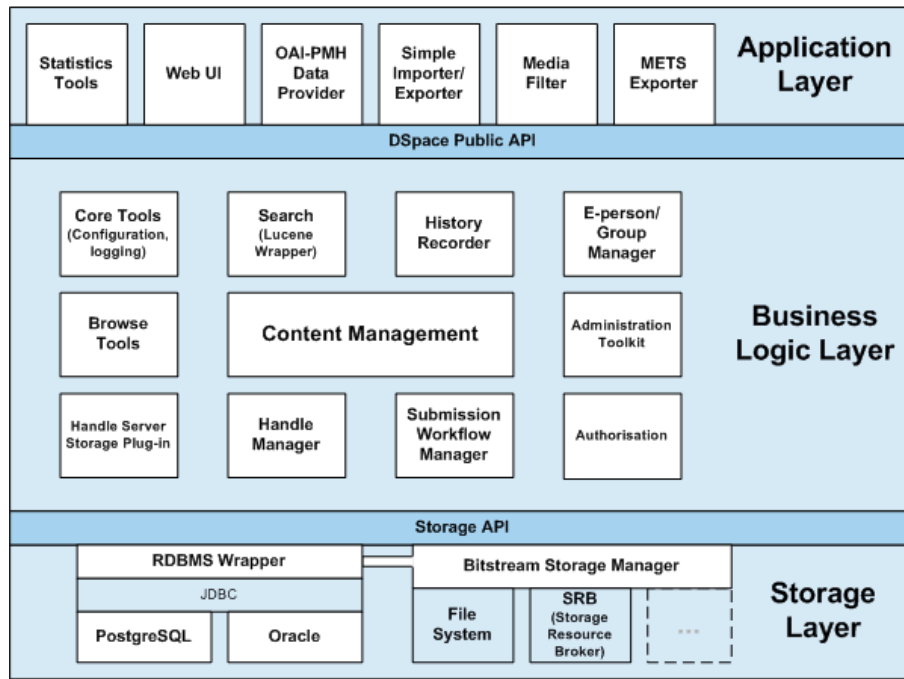 Statistics
Tools
Web UI
OAI-PMH
Data
Provider
Simple
Importer/
Exporter
Media
Filter
METS
Exporter
Application
Layer
DSpace Public API
Core Tools
(Configuration,
logging)
Search
(Lucene
Wrapper)
History
Recorder
E-person/
Group
Manager
Browse
Tools
Content Management
Administration
Toolkit
Business
Logic Layer
Handle Server
Storage Plug-in
Handle
Manager
Submission
Workflow
Manager
Authorisation
Storage API
RDBMS Wrapper
Bitstream Storage Manager
JDBC
PostgreSQL
Oracle
File
System
SRB
(Storage
Resource
Broker)
...
Storage
Layer